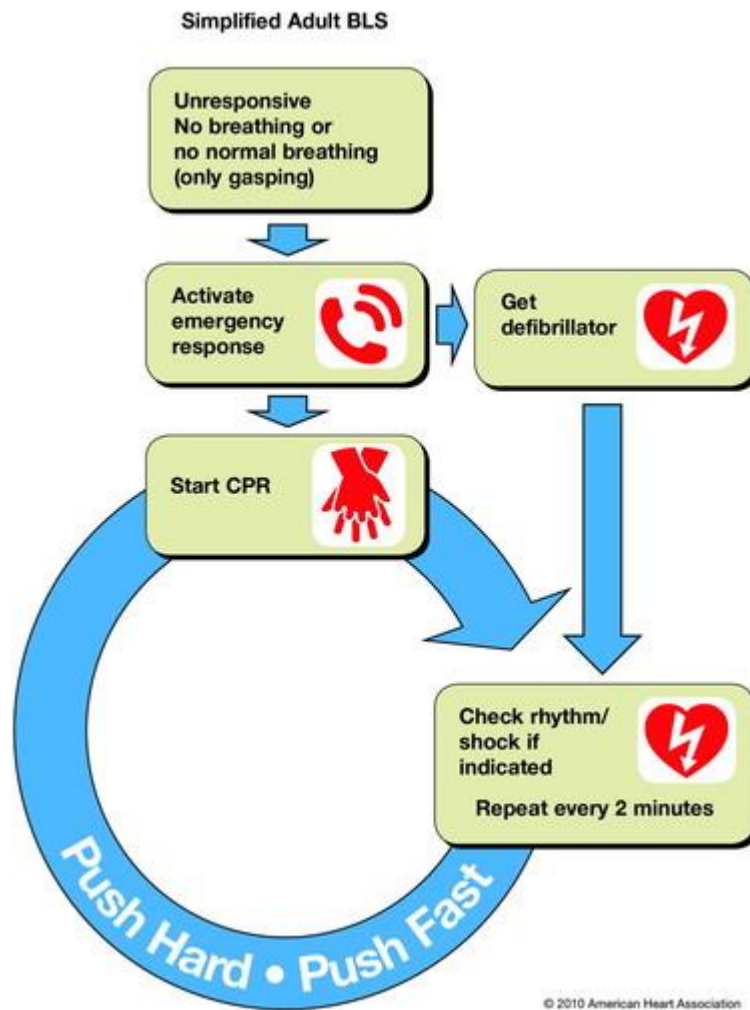 Simplified Adult BLS
Unresponsive
No breathing or
no normal breathing
(only gasping)
Activate
emergency
response
Get
defibrillator
Start CPR
Check rhythm/
shock if
indicated
Repeat every 2 minutes
Push Hard • Push Fast
© 2010 American Heart Association